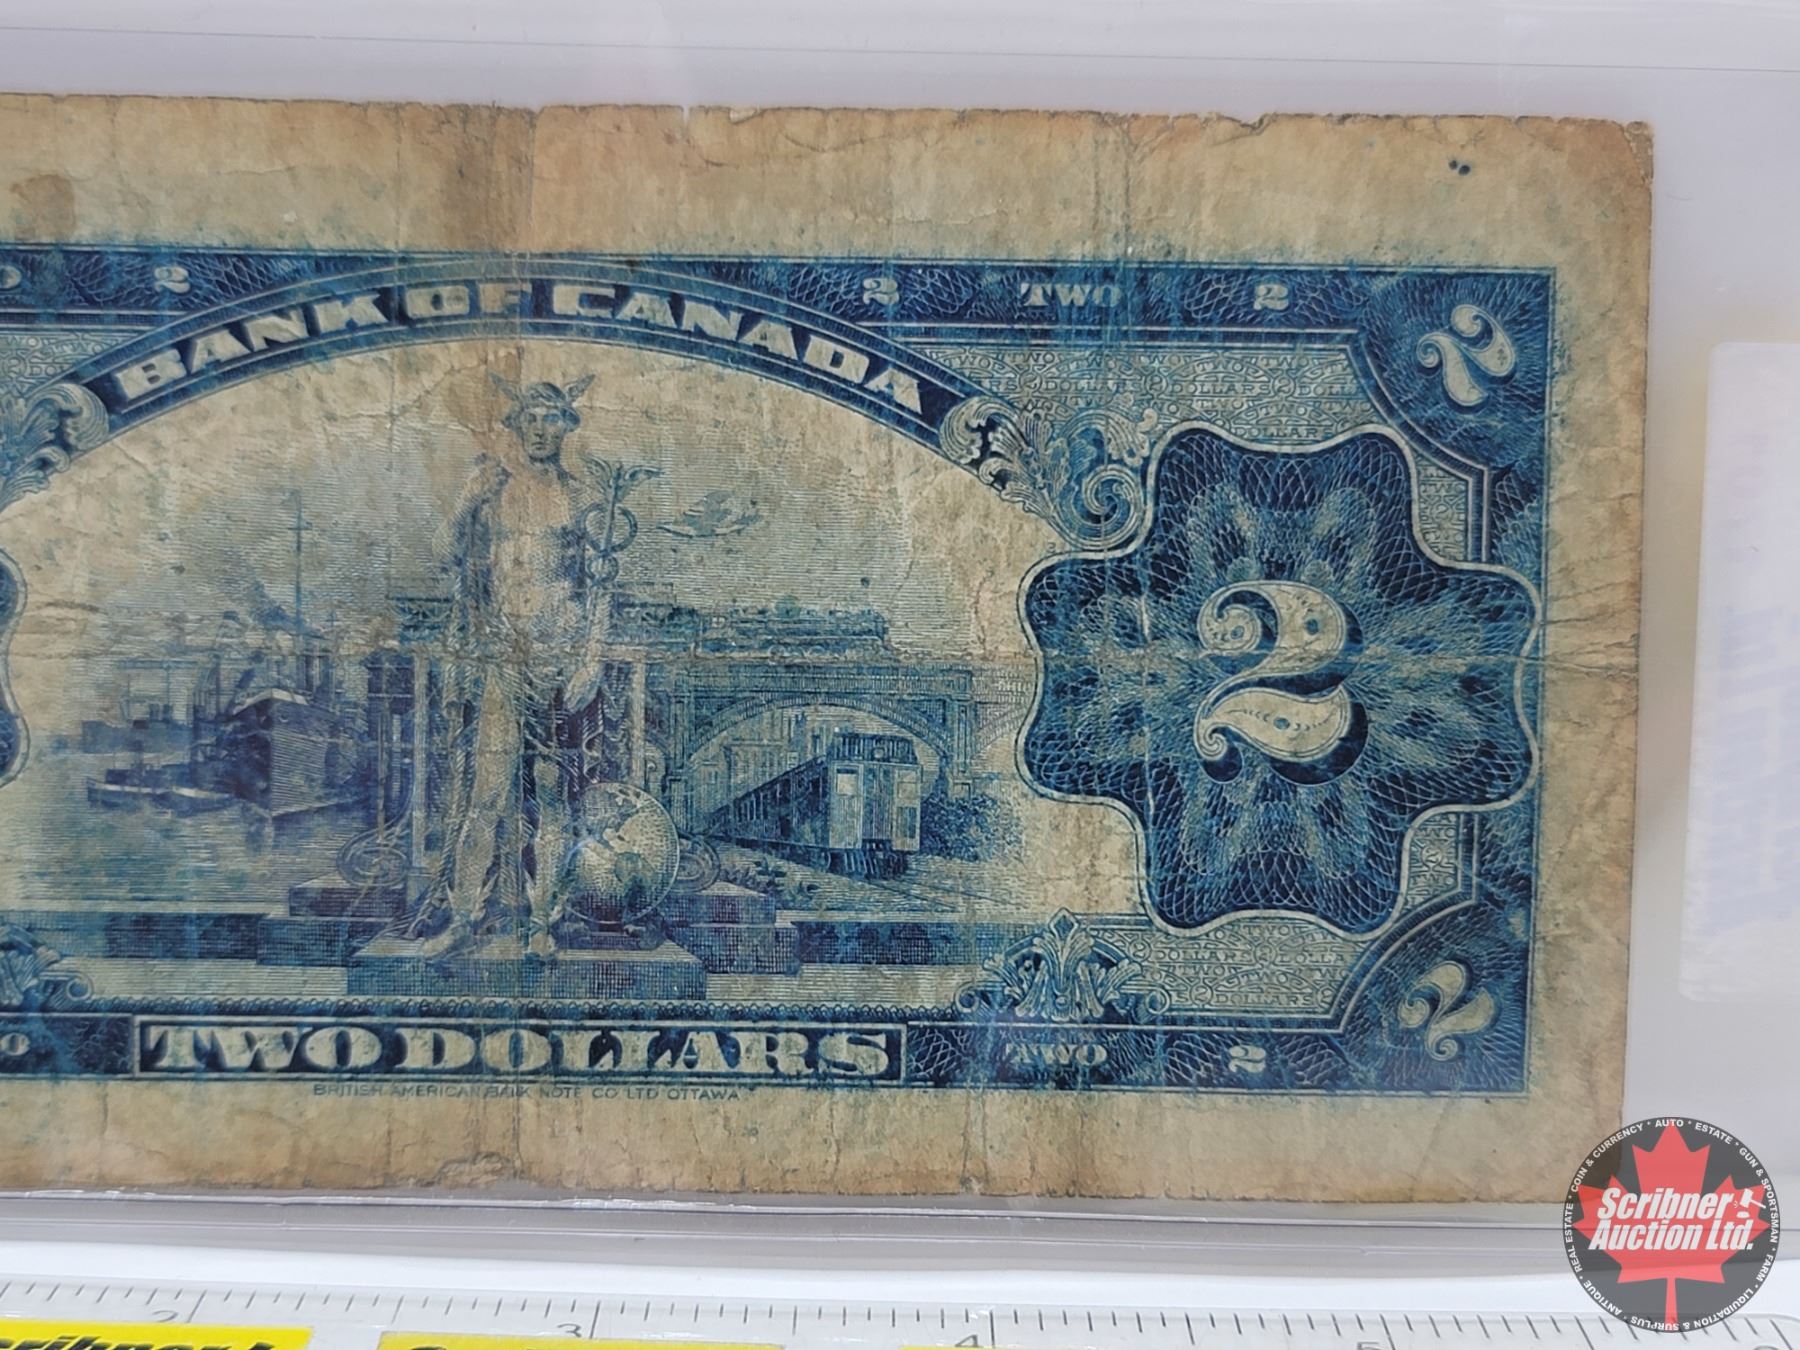 2 2 TWO 2
BANK OF CANADA
2
2
TWO DOLLARS
TWO 2
2
BRITISH AMERICAN BANK NOTE CO. LTD OTTAWA
COIN & CURRENCY * AUTO * ESTATE * GUN & SPORTSMAN * FARM * LIQUIDATION & SURPLUS * ANTIQUE * REAL ESTATE *
Scribner
Auction Ltd.
2 3 4 5 6